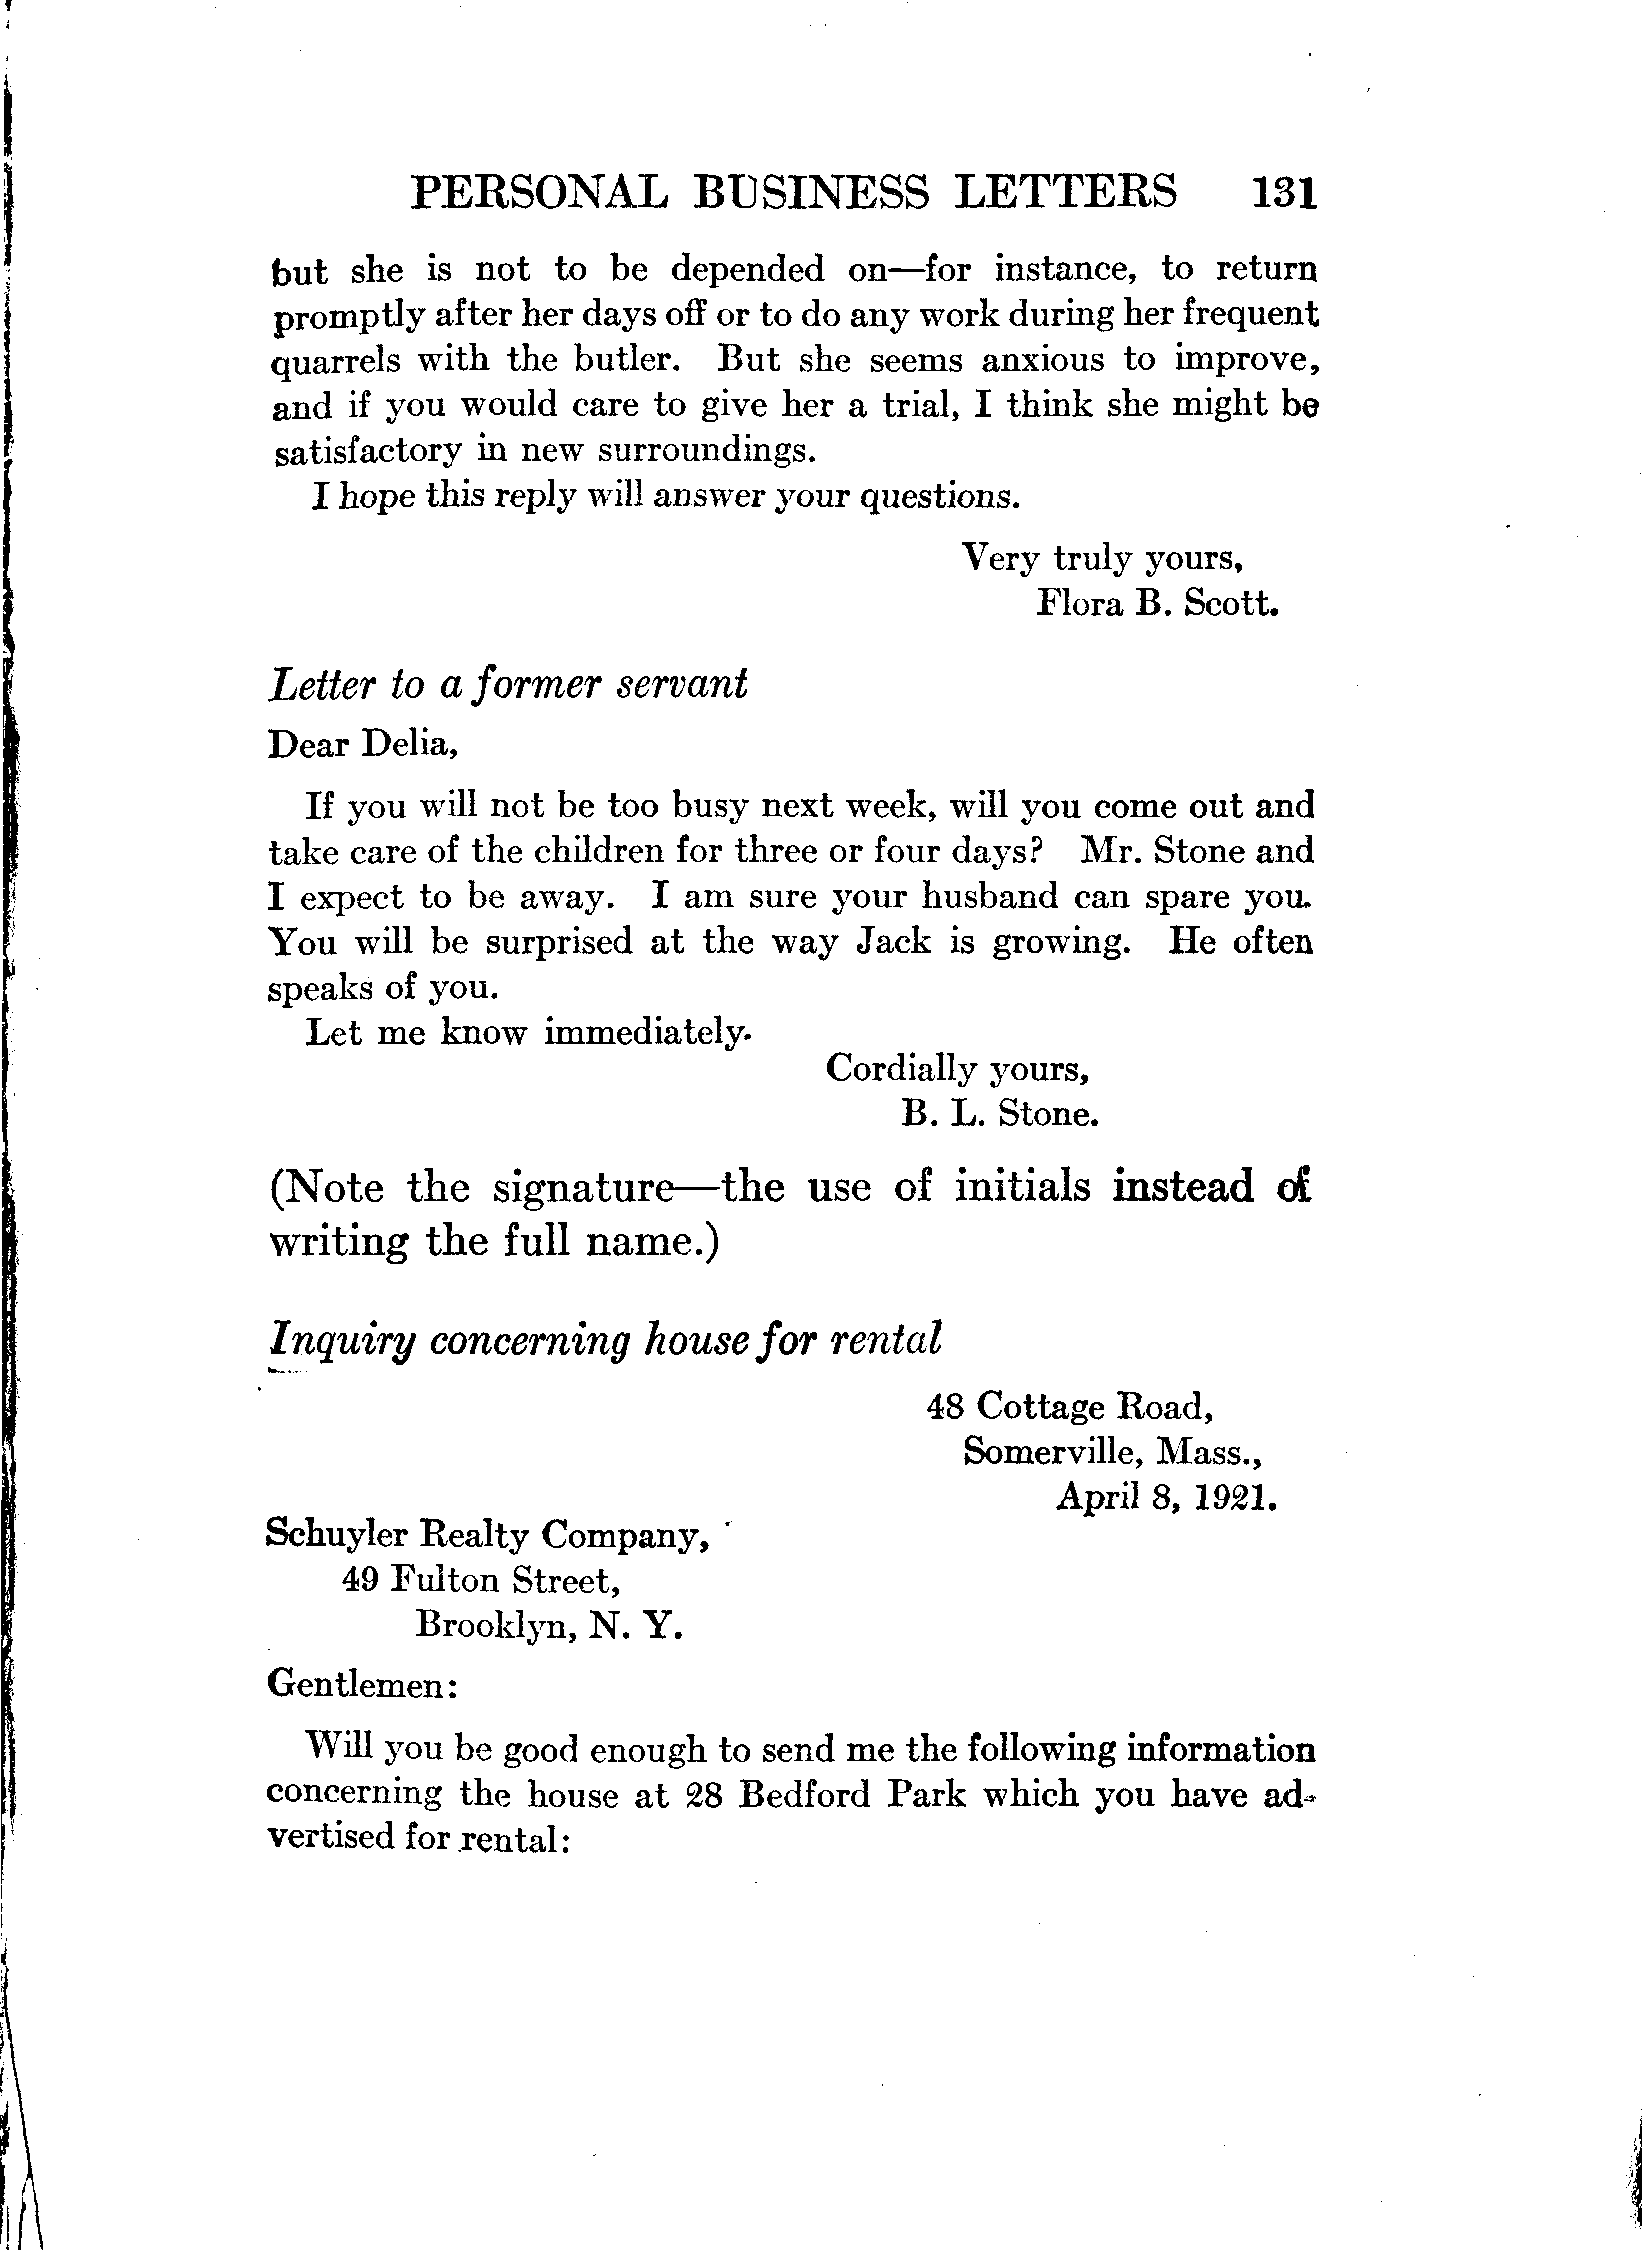 PERSONAL BUSINESS LETTERS 131
but she is not to be depended on—for instance, to return
promptly after her days off or to do any work during her frequent
quarrels with the butler. But she seems anxious to improve,
and if you would care to give her a trial, I think she might be
satisfactory in new surroundings.
I hope this reply will answer your questions.
Very truly yours,
Flora B. Scott.
Letter to a former servant
Dear Delia,
If you will not be too busy next week, will you come out and
take care of the children for three or four days? Mr. Stone and
I expect to be away. I am sure your husband can spare you.
You will be surprised at the way Jack is growing. He often
speaks of you.
Let me know immediately.
Cordially yours,
B. L. Stone.
(Note the signature—the use of initials instead of
writing the full name.)
Inquiry concerning house for rental
48 Cottage Road,
Somerville, Mass.,
April 8, 1921.
Schuyler Realty Company,
49 Fulton Street,
Brooklyn, N. Y.
Gentlemen:
Will you be good enough to send me the following information
concerning the house at 28 Bedford Park which you have ad-
vertised for rental: